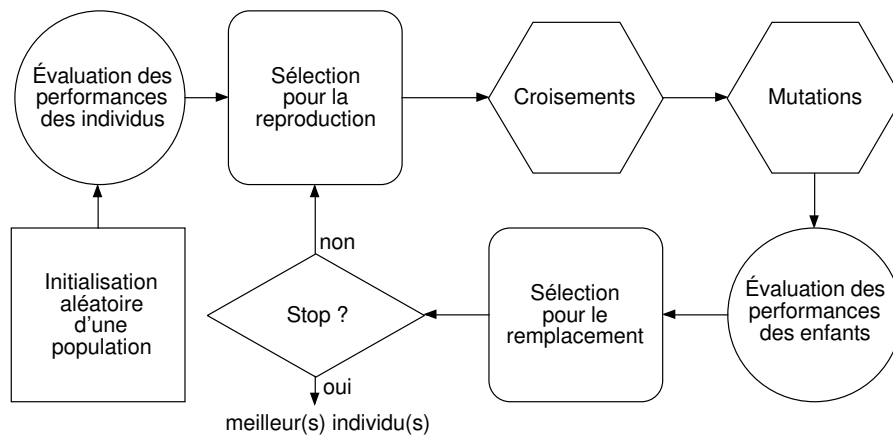 Évaluation des
performances
des individus
Sélection
pour la
reproduction
Croisements
Mutations
Initialisation
aléatoire
d'une
population
non
Stop ?
oui
meilleur(s) individu(s)
Sélection
pour le
remplacement
Évaluation des
performances
des enfants